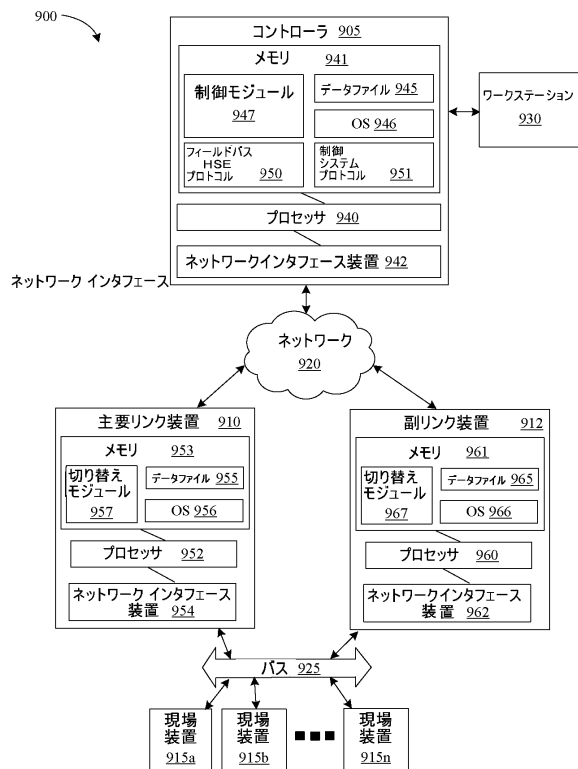 900
コントローラ 905
メモリ 941
制御モジュール
947
データファイル 945
OS 946
フィールドバス
HSE
プロトコル 950
制御
システム
プロトコル 951
プロセッサ 940
ネットワークインタフェース装置 942
ワークステーション
930
ネットワーク インタフェース
ネットワーク
920
主要リンク装置 910
メモリ 953
切り替え
モジュール
957
データファイル 955
OS 956
プロセッサ 952
ネットワーク インタフェース
装置 954
副リンク装置 912
メモリ 961
切り替え
モジュール
967
データファイル 965
OS 966
プロセッサ 960
ネットワークインタフェース
装置 962
バス 925
現場
装置
915a
現場
装置
915b
現場
装置
915n